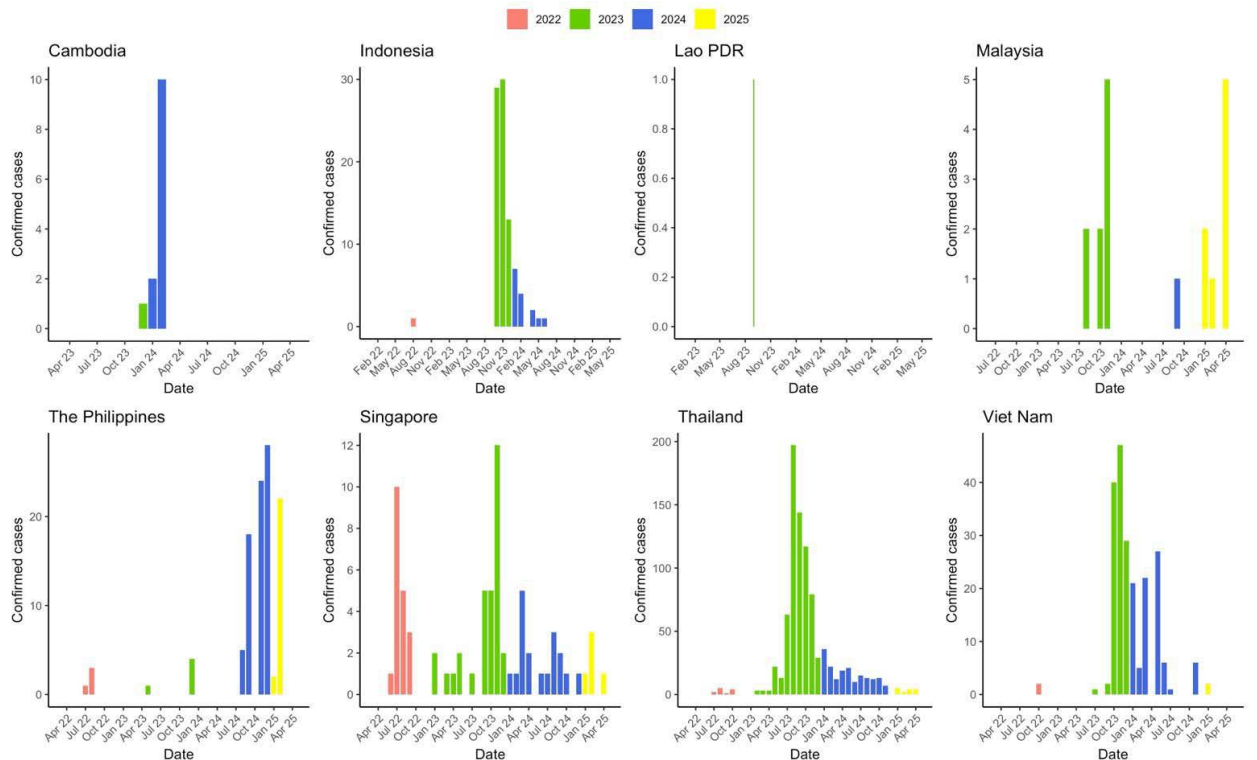 2022 2023 2024 2025
Cambodia
Confirmed cases
10
8
6
4
2
0
Apr 23 Jul 23 Oct 23 Jan 24 Apr 24 Jul 24 Oct 24 Jan 25 Apr 25
Date
Indonesia
Confirmed cases
30
20
10
0
Feb 22 May 22 Aug 22 Nov 22 Feb 23 May 23 Aug 23 Nov 23 Feb 24 May 24 Aug 24 Nov 24 Feb 25 May 25
Date
Lao PDR
Confirmed cases
1.0
0.8
0.6
0.4
0.2
0.0
Feb 23 May 23 Aug 23 Nov 23 Feb 24 May 24 Aug 24 Nov 24 Feb 25 May 25
Date
Malaysia
Confirmed cases
5
4
3
2
1
0
Jul 22 Oct 22 Jan 23 Apr 23 Jul 23 Oct 23 Jan 24 Apr 24 Jul 24 Oct 24 Jan 25 Apr 25
Date
The Philippines
Confirmed cases
20
10
0
Apr 22 Jul 22 Oct 22 Jan 23 Apr 23 Jul 23 Oct 23 Jan 24 Apr 24 Jul 24 Oct 24 Jan 25 Apr 25
Date
Singapore
Confirmed cases
12
10
8
6
4
2
0
Apr 22 Jul 22 Oct 22 Jan 23 Apr 23 Jul 23 Oct 23 Jan 24 Apr 24 Jul 24 Oct 24 Jan 25 Apr 25
Date
Thailand
Confirmed cases
200
150
100
50
0
Apr 22 Jul 22 Oct 22 Jan 23 Apr 23 Jul 23 Oct 23 Jan 24 Apr 24 Jul 24 Oct 24 Jan 25 Apr 25
Date
Viet Nam
Confirmed cases
40
30
20
10
0
Apr 22 Jul 22 Oct 22 Jan 23 Apr 23 Jul 23 Oct 23 Jan 24 Apr 24 Jul 24 Oct 24 Jan 25 Apr 25
Date